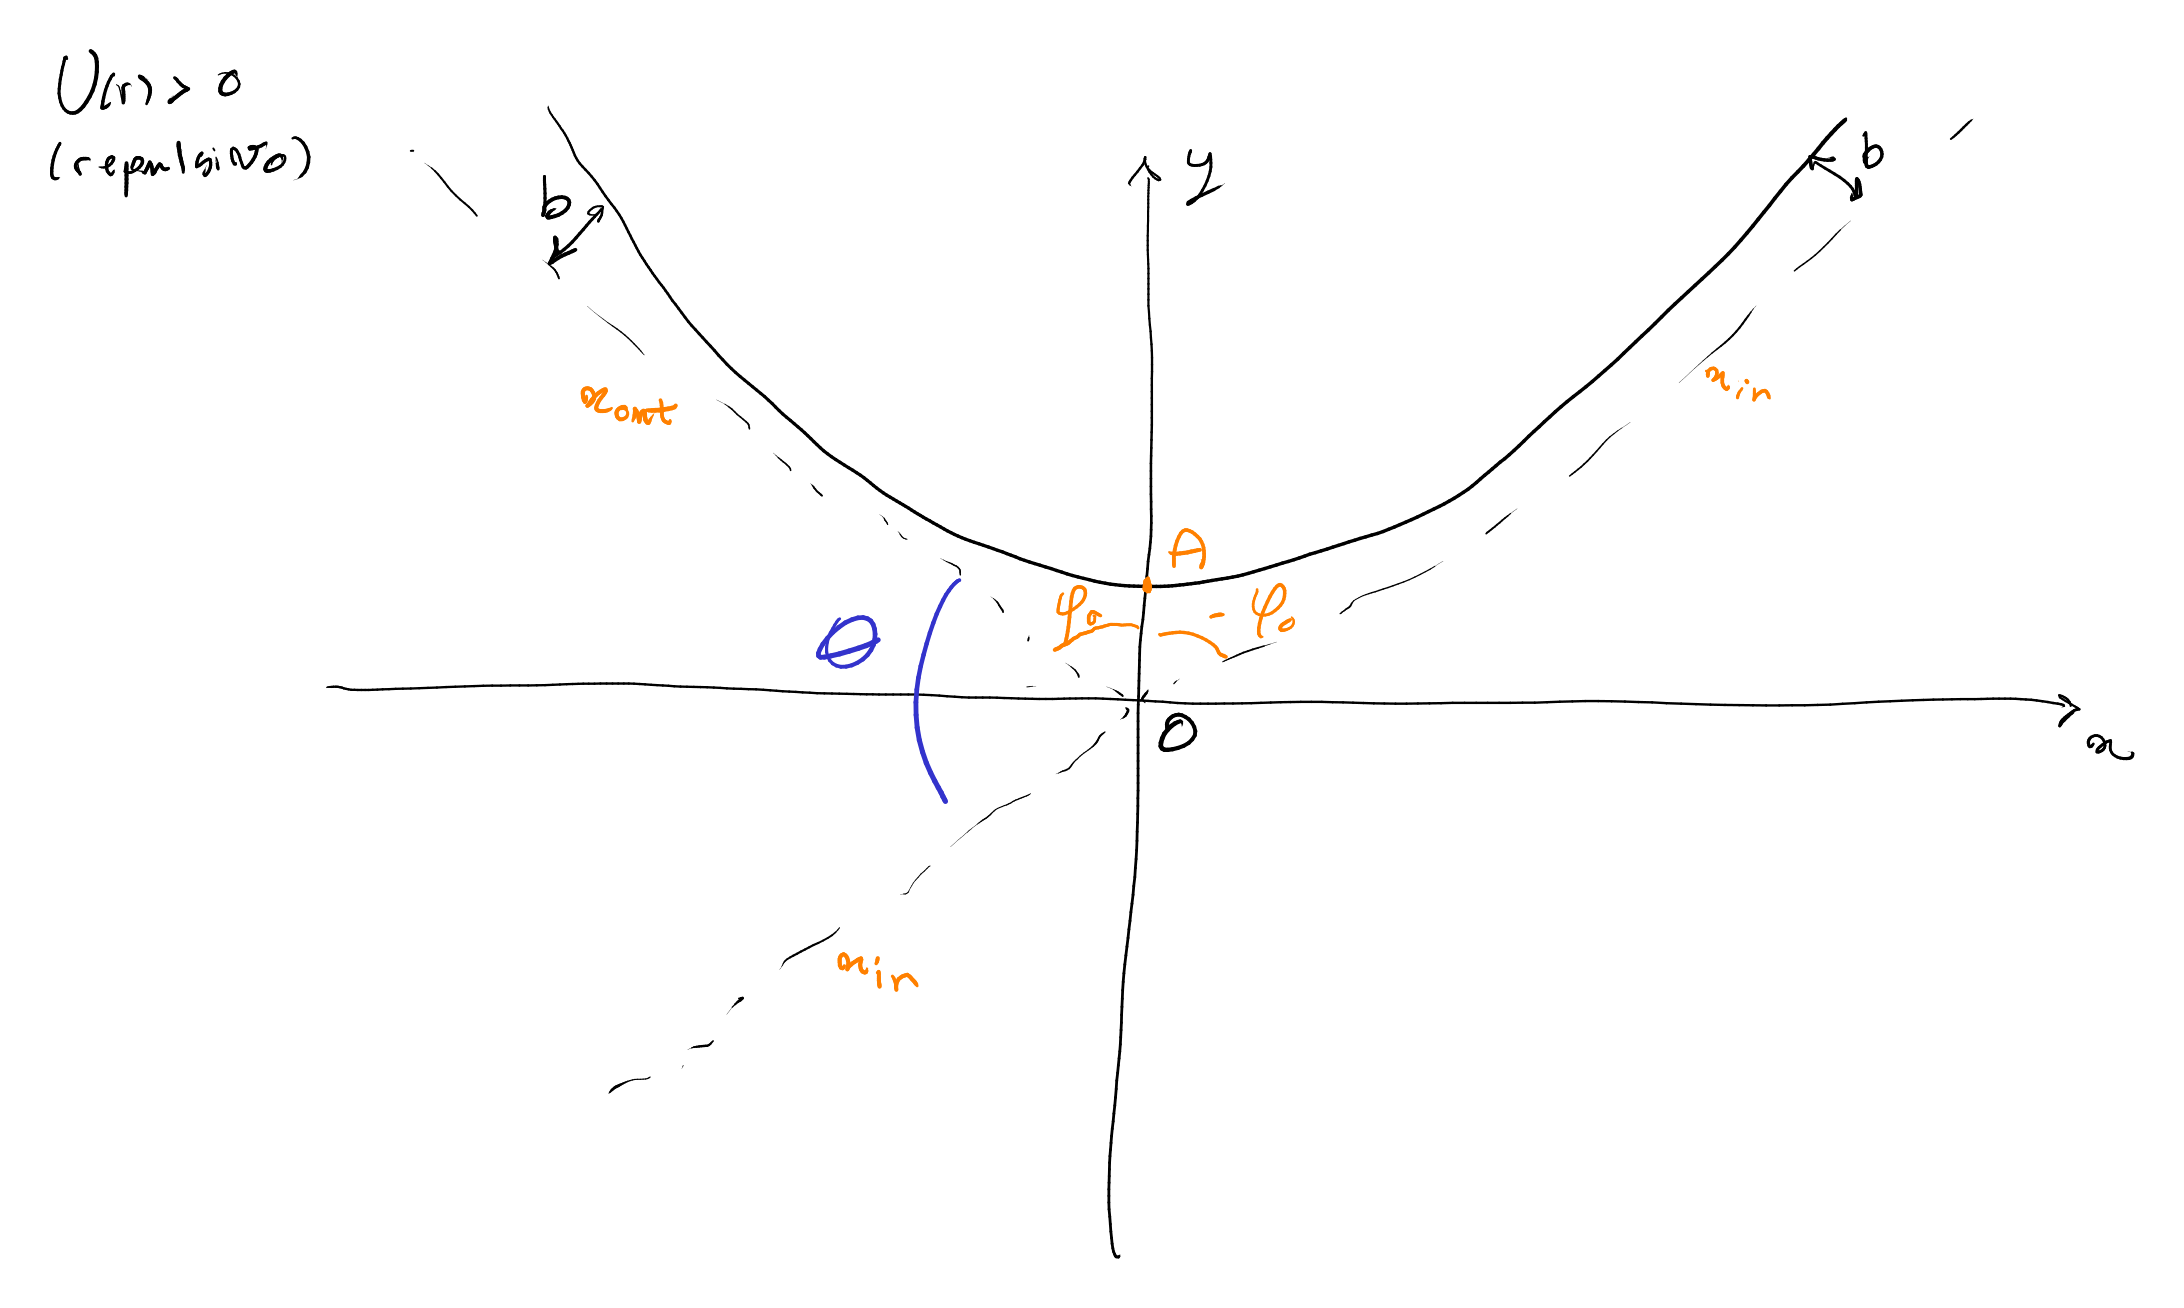 U(r) > 0
(repulsivo)
b
y
b
x_out
x_in
A
φ₀
- φ₀
θ
O
x
x_in